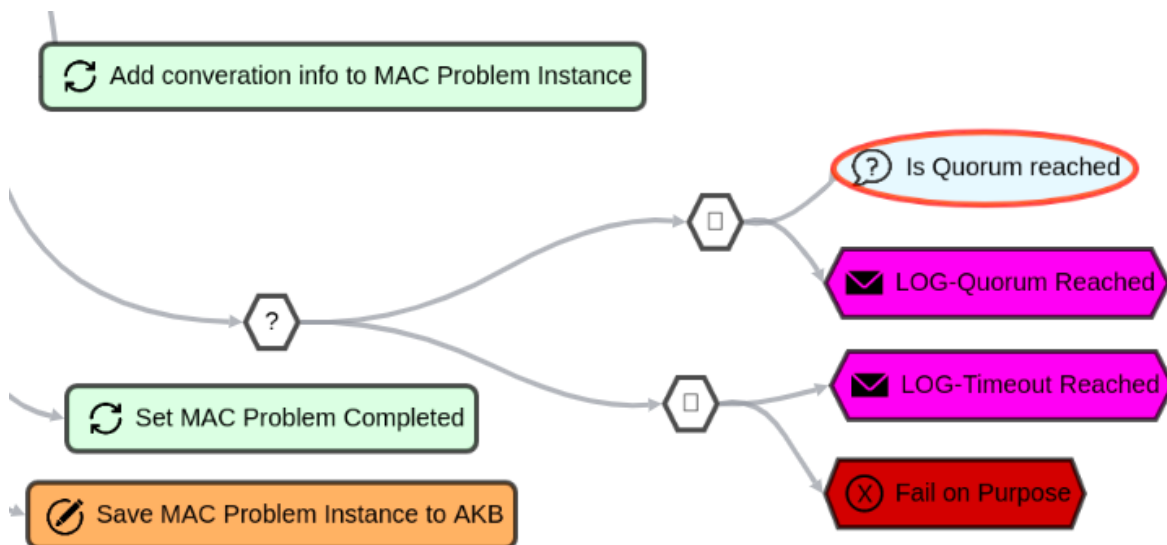 Add converation info to MAC Problem Instance
? Is Quorum reached
LOG-Quorum Reached
?
LOG-Timeout Reached
Set MAC Problem Completed
X Fail on Purpose
Save MAC Problem Instance to AKB